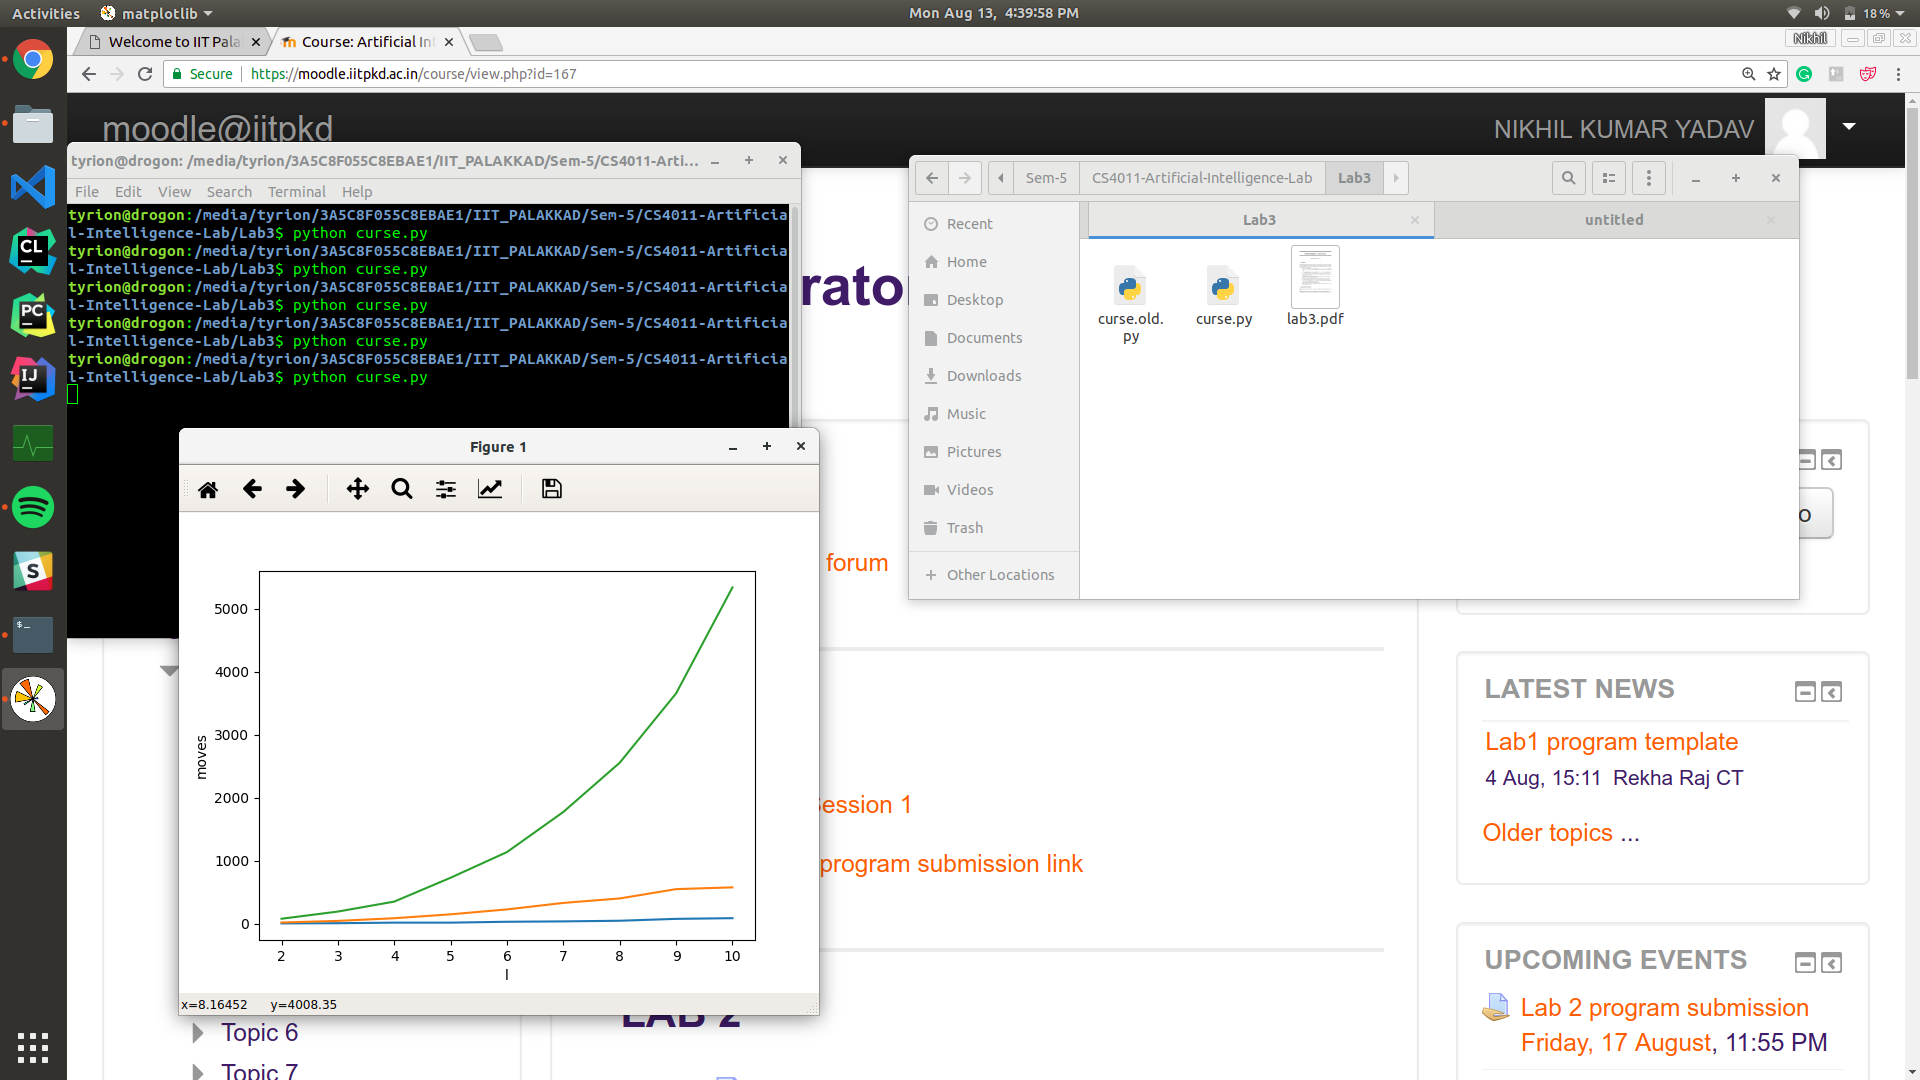 Activities
matplotlib
Mon Aug 13, 4:39:58 PM
18 %
Welcome to IIT Pala
Course: Artificial Int
Nikhil
Secure
https://moodle.iitpkd.ac.in/course/view.php?id=167
moodle@iitpkd
NIKHIL KUMAR YADAV
tyrion@drogon: /media/tyrion/3A5C8F055C8EBAE1/IIT_PALAKKAD/Sem-5/CS4011-Arti...
File Edit View Search Terminal Help
tyrion@drogon:/media/tyrion/3A5C8F055C8EBAE1/IIT_PALAKKAD/Sem-5/CS4011-Artificia
l-Intelligence-Lab/Lab3$ python curse.py
tyrion@drogon:/media/tyrion/3A5C8F055C8EBAE1/IIT_PALAKKAD/Sem-5/CS4011-Artificia
l-Intelligence-Lab/Lab3$ python curse.py
tyrion@drogon:/media/tyrion/3A5C8F055C8EBAE1/IIT_PALAKKAD/Sem-5/CS4011-Artificia
l-Intelligence-Lab/Lab3$ python curse.py
tyrion@drogon:/media/tyrion/3A5C8F055C8EBAE1/IIT_PALAKKAD/Sem-5/CS4011-Artificia
l-Intelligence-Lab/Lab3$ python curse.py
tyrion@drogon:/media/tyrion/3A5C8F055C8EBAE1/IIT_PALAKKAD/Sem-5/CS4011-Artificia
l-Intelligence-Lab/Lab3$ python curse.py
Sem-5
CS4011-Artificial-Intelligence-Lab
Lab3
Recent
Home
Desktop
Documents
Downloads
Music
Pictures
Videos
Trash
Other Locations
Lab3
untitled
curse.old.
py
curse.py
lab3.pdf
CL
PC
IJ
S
$_
Figure 1
5000
4000
3000
2000
1000
0
moves
2 3 4 5 6 7 8 9 10
l
x=8.16452 y=4008.35
rator
forum
ession 1
program submission link
LAB 2
Topic 6
Topic 7
o
LATEST NEWS
Lab1 program template
4 Aug, 15:11 Rekha Raj CT
Older topics ...
UPCOMING EVENTS
Lab 2 program submission
Friday, 17 August, 11:55 PM